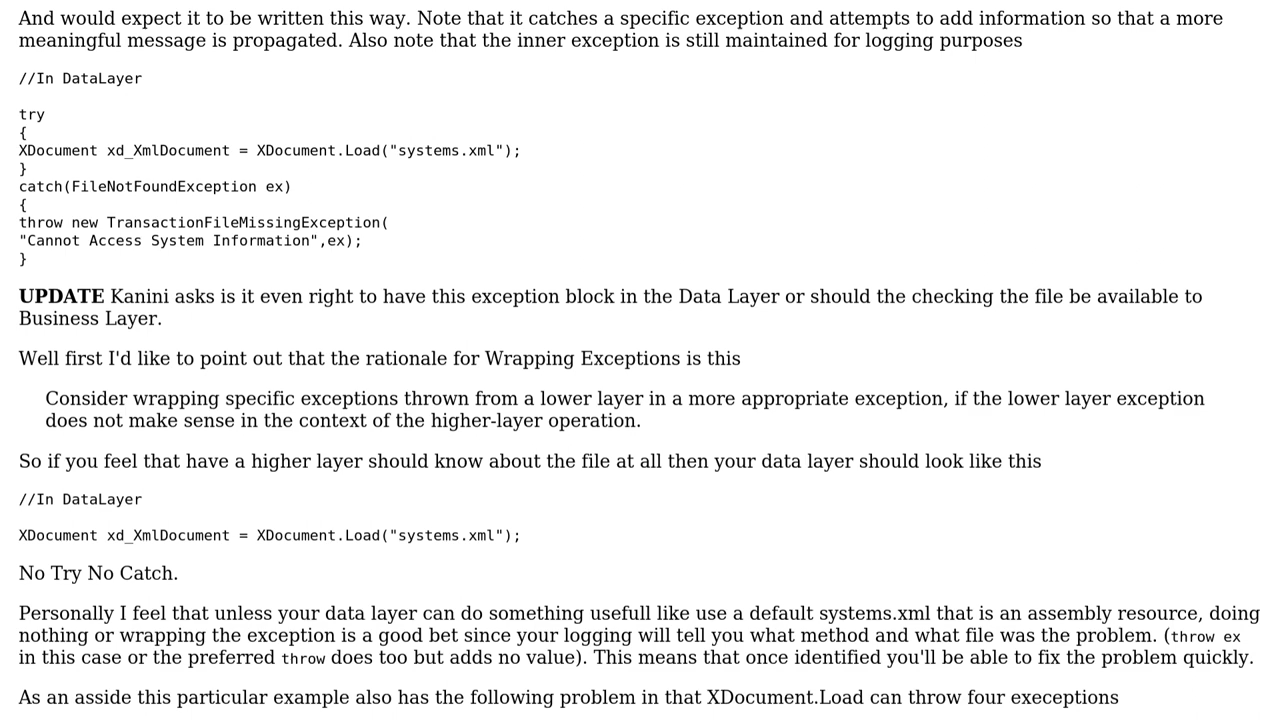 And would expect it to be written this way. Note that it catches a specific exception and attempts to add information so that a more
meaningful message is propagated. Also note that the inner exception is still maintained for logging purposes
//In DataLayer
try
{
XDocument xd_XmlDocument = XDocument.Load("systems.xml");
}
catch(FileNotFoundException ex)
{
throw new TransactionFileMissingException(
"Cannot Access System Information",ex);
}
UPDATE Kanini asks is it even right to have this exception block in the Data Layer or should the checking the file be available to
Business Layer.
Well first I'd like to point out that the rationale for Wrapping Exceptions is this
Consider wrapping specific exceptions thrown from a lower layer in a more appropriate exception, if the lower layer exception
does not make sense in the context of the higher-layer operation.
So if you feel that have a higher layer should know about the file at all then your data layer should look like this
//In DataLayer
XDocument xd_XmlDocument = XDocument.Load("systems.xml");
No Try No Catch.
Personally I feel that unless your data layer can do something usefull like use a default systems.xml that is an assembly resource, doing
nothing or wrapping the exception is a good bet since your logging will tell you what method and what file was the problem. (throw ex
in this case or the preferred throw does too but adds no value). This means that once identified you'll be able to fix the problem quickly.
As an asside this particular example also has the following problem in that XDocument.Load can throw four execeptions